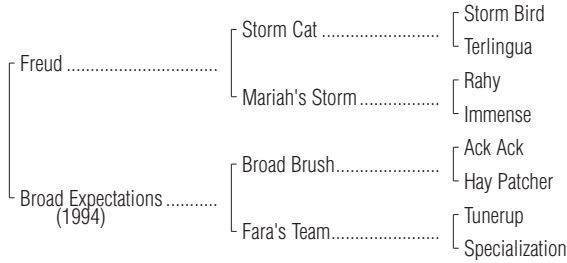 Storm Bird
Storm Cat ..........................
Terlingua
Freud .................................
Rahy
Mariah's Storm..................
Immense
Ack Ack
Broad Brush.......................
Hay Patcher
Broad Expectations ...........
(1994)
Tunerup
Fara's Team........................
Specialization